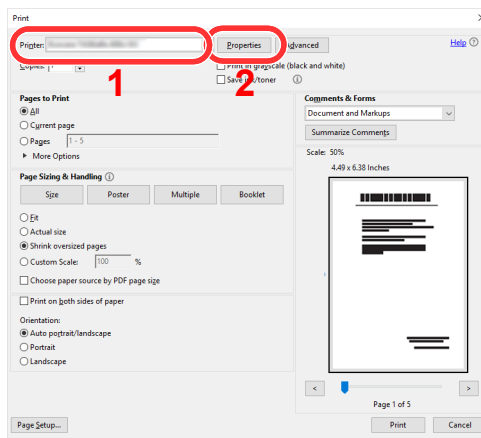 Print
Printer:
Properties
Advanced
Help
Copies: 1
Print in grayscale (black and white)
Save ink/toner
1
2
Pages to Print
All
Current page
Pages 1 - 5
More Options
Comments & Forms
Document and Markups
Summarize Comments
Scale: 50%
4.49 x 6.38 Inches
Page Sizing & Handling
Size
Poster
Multiple
Booklet
Fit
Actual size
Shrink oversized pages
Custom Scale: 100 %
Choose paper source by PDF page size
Print on both sides of paper
Orientation:
Auto portrait/landscape
Portrait
Landscape
<
>
Page 1 of 5
Page Setup...
Print
Cancel